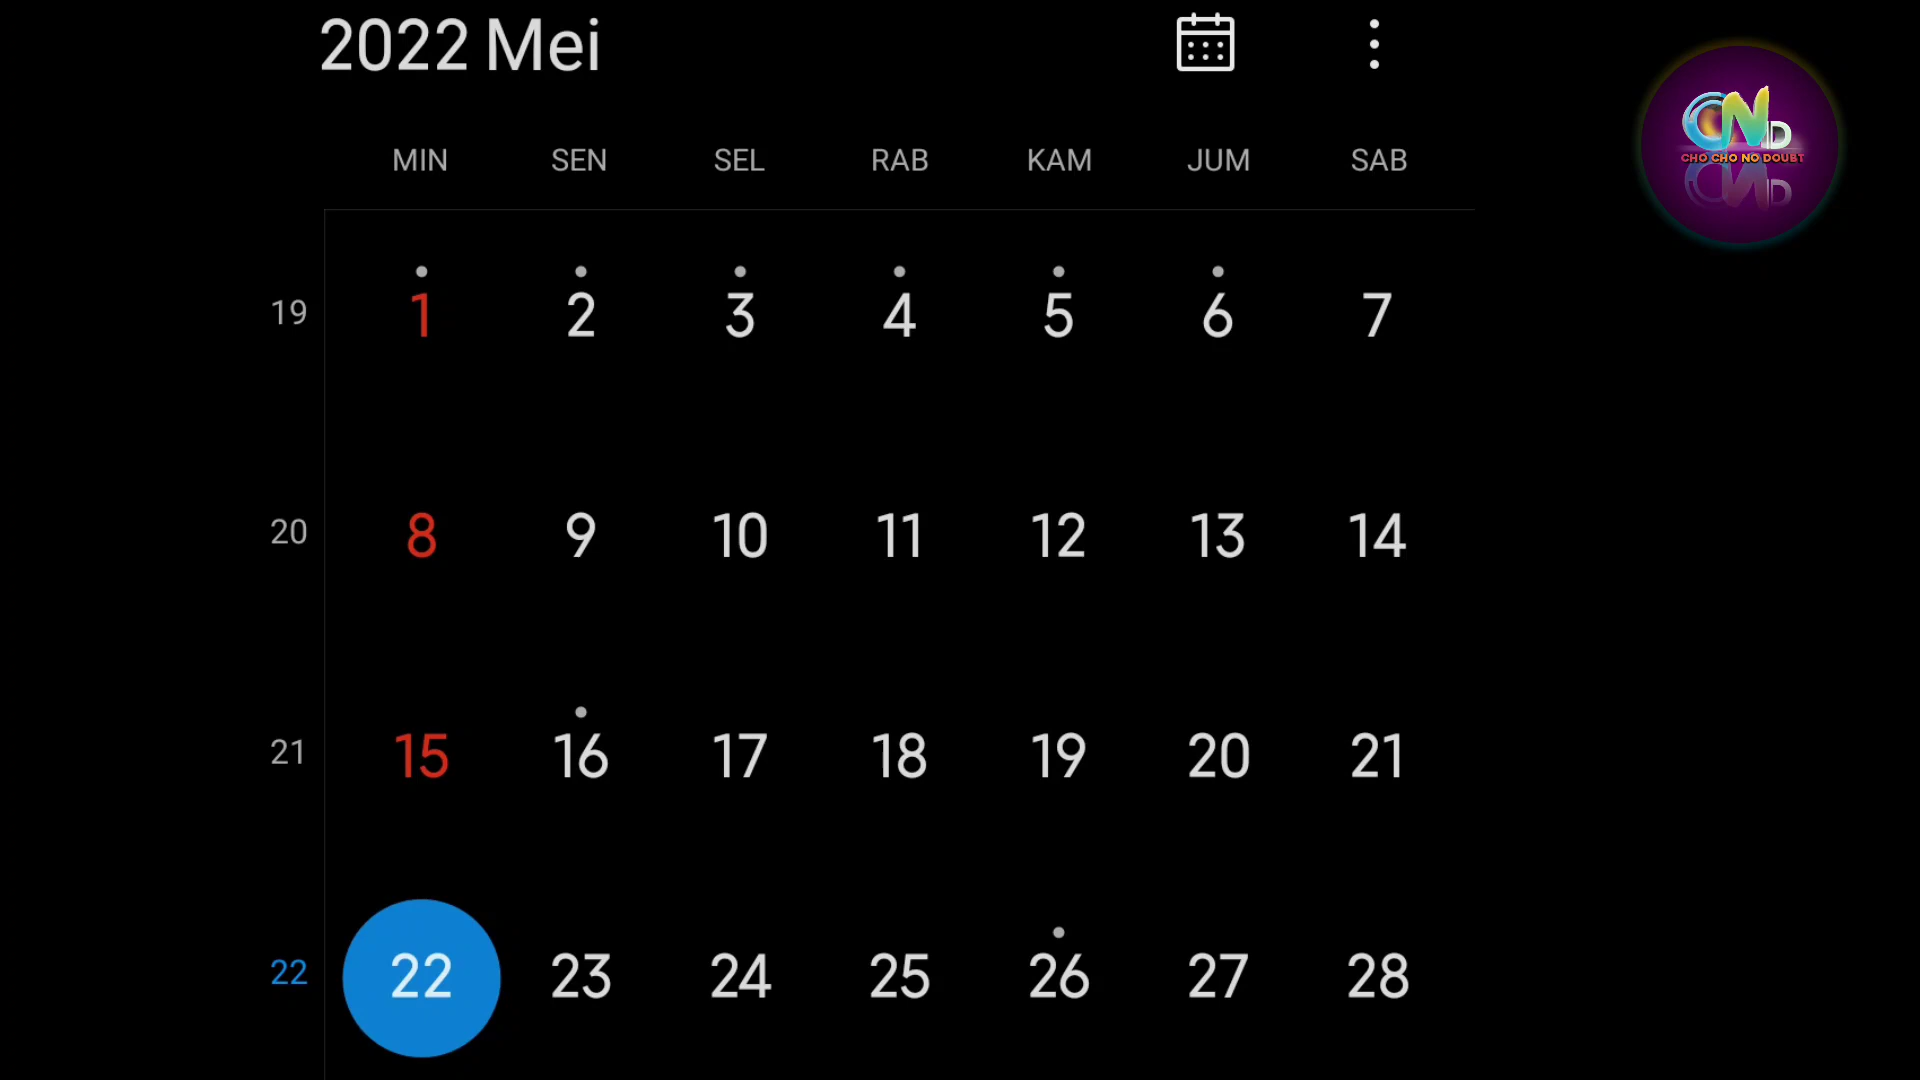 2022 Mei
MIN SEN SEL RAB KAM JUM SAB
19 1 2 3 4 5 6 7
20 8 9 10 11 12 13 14
21 15 16 17 18 19 20 21
22 22 23 24 25 26 27 28
CND
CHO CHO NO DOUBT